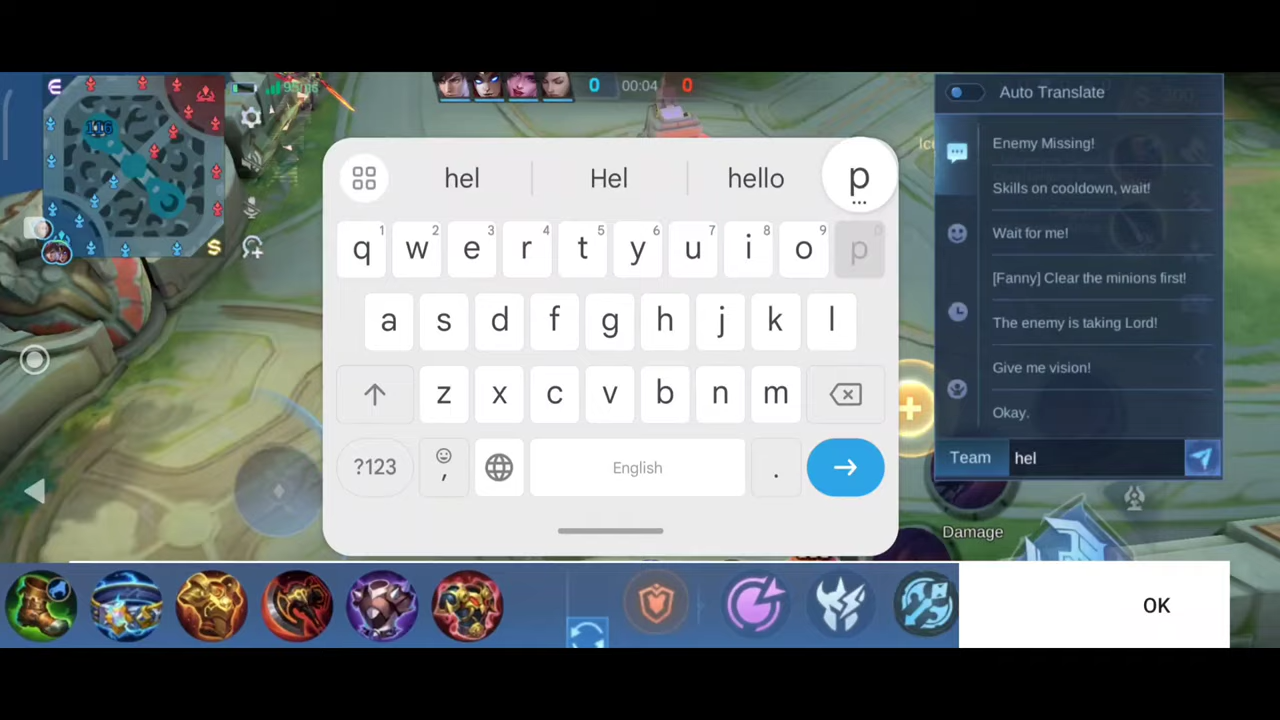 0 00:04 0
Auto Translate
Enemy Missing!
Skills on cooldown, wait!
Wait for me!
[Fanny] Clear the minions first!
The enemy is taking Lord!
Give me vision!
Okay.
Team hel
Damage
hel Hel hello p
q 1 w 2 e 3 r 4 t 5 y 6 u 7 i 8 o 9 p 0
a s d f g h j k l
z x c v b n m
?123 , English .
OK